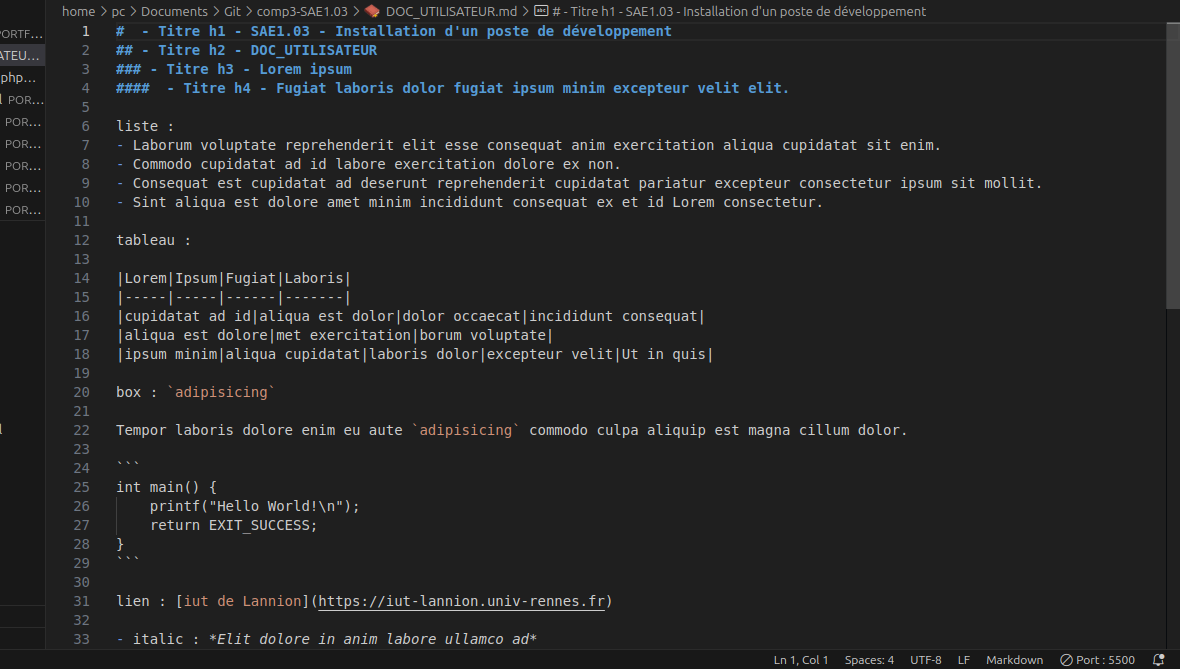 home > pc > Documents > Git > comp3-SAE1.03 > DOC_UTILISATEUR.md > # - Titre h1 - SAE1.03 - Installation d'un poste de développement
PORTF...
ATEU...
php...
POR...
POR...
POR...
POR...
POR...
POR...
1 #  - Titre h1 - SAE1.03 - Installation d'un poste de développement
2 ## - Titre h2 - DOC_UTILISATEUR
3 ### - Titre h3 - Lorem ipsum
4 ####  - Titre h4 - Fugiat laboris dolor fugiat ipsum minim excepteur velit elit.
5
6 liste :
7 - Laborum voluptate reprehenderit elit esse consequat anim exercitation aliqua cupidatat sit enim.
8 - Commodo cupidatat ad id labore exercitation dolore ex non.
9 - Consequat est cupidatat ad deserunt reprehenderit cupidatat pariatur excepteur consectetur ipsum sit mollit.
10 - Sint aliqua est dolore amet minim incididunt consequat ex et id Lorem consectetur.
11
12 tableau :
13
14 |Lorem|Ipsum|Fugiat|Laboris|
15 |-----|-----|------|-------|
16 |cupidatat ad id|aliqua est dolor|dolor occaecat|incididunt consequat|
17 |aliqua est dolore|met exercitation|borum voluptate|
18 |ipsum minim|aliqua cupidatat|laboris dolor|excepteur velit|Ut in quis|
19
20 box : `adipisicing`
21
22 Tempor laboris dolore enim eu aute `adipisicing` commodo culpa aliquip est magna cillum dolor.
23
24 ```
25 int main() {
26     printf("Hello World!\n");
27     return EXIT_SUCCESS;
28 }
29 ```
30
31 lien : [iut de Lannion](https://iut-lannion.univ-rennes.fr)
32
33 - italic : *Elit dolore in anim labore ullamco ad*
Ln 1, Col 1 Spaces: 4 UTF-8 LF Markdown Port : 5500